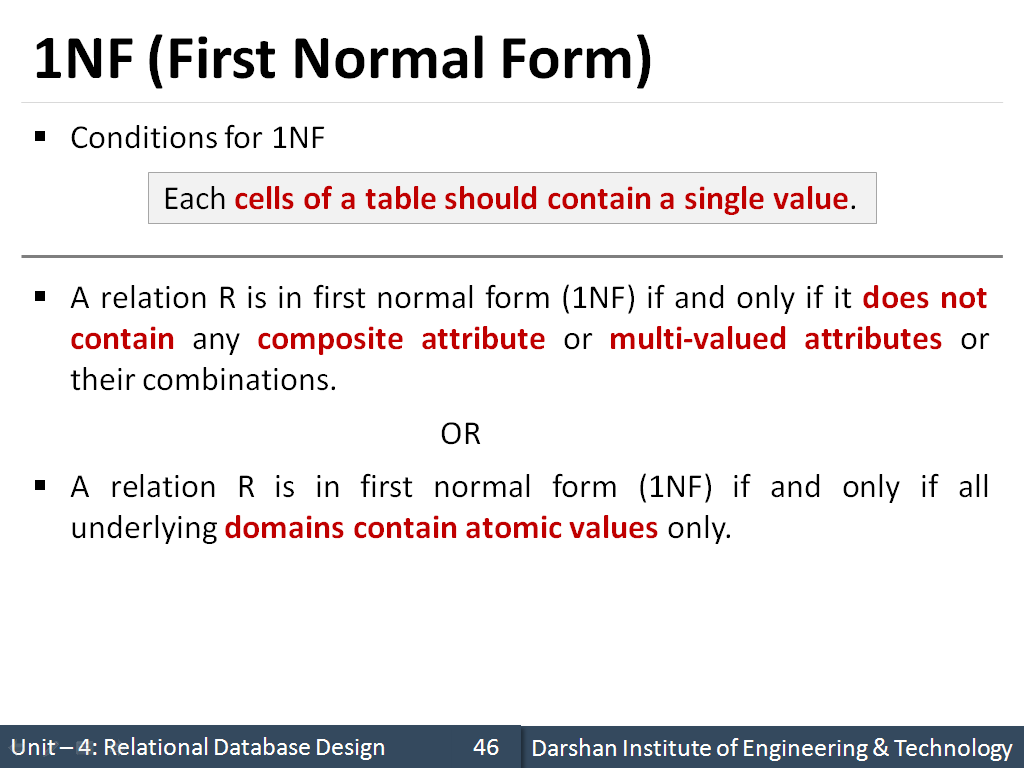 1NF (First Normal Form)
▪ Conditions for 1NF
Each cells of a table should contain a single value.
▪ A relation R is in first normal form (1NF) if and only if it does not
contain any composite attribute or multi-valued attributes or
their combinations.
OR
▪ A relation R is in first normal form (1NF) if and only if all
underlying domains contain atomic values only.
Unit – 4: Relational Database Design 46 Darshan Institute of Engineering & Technology